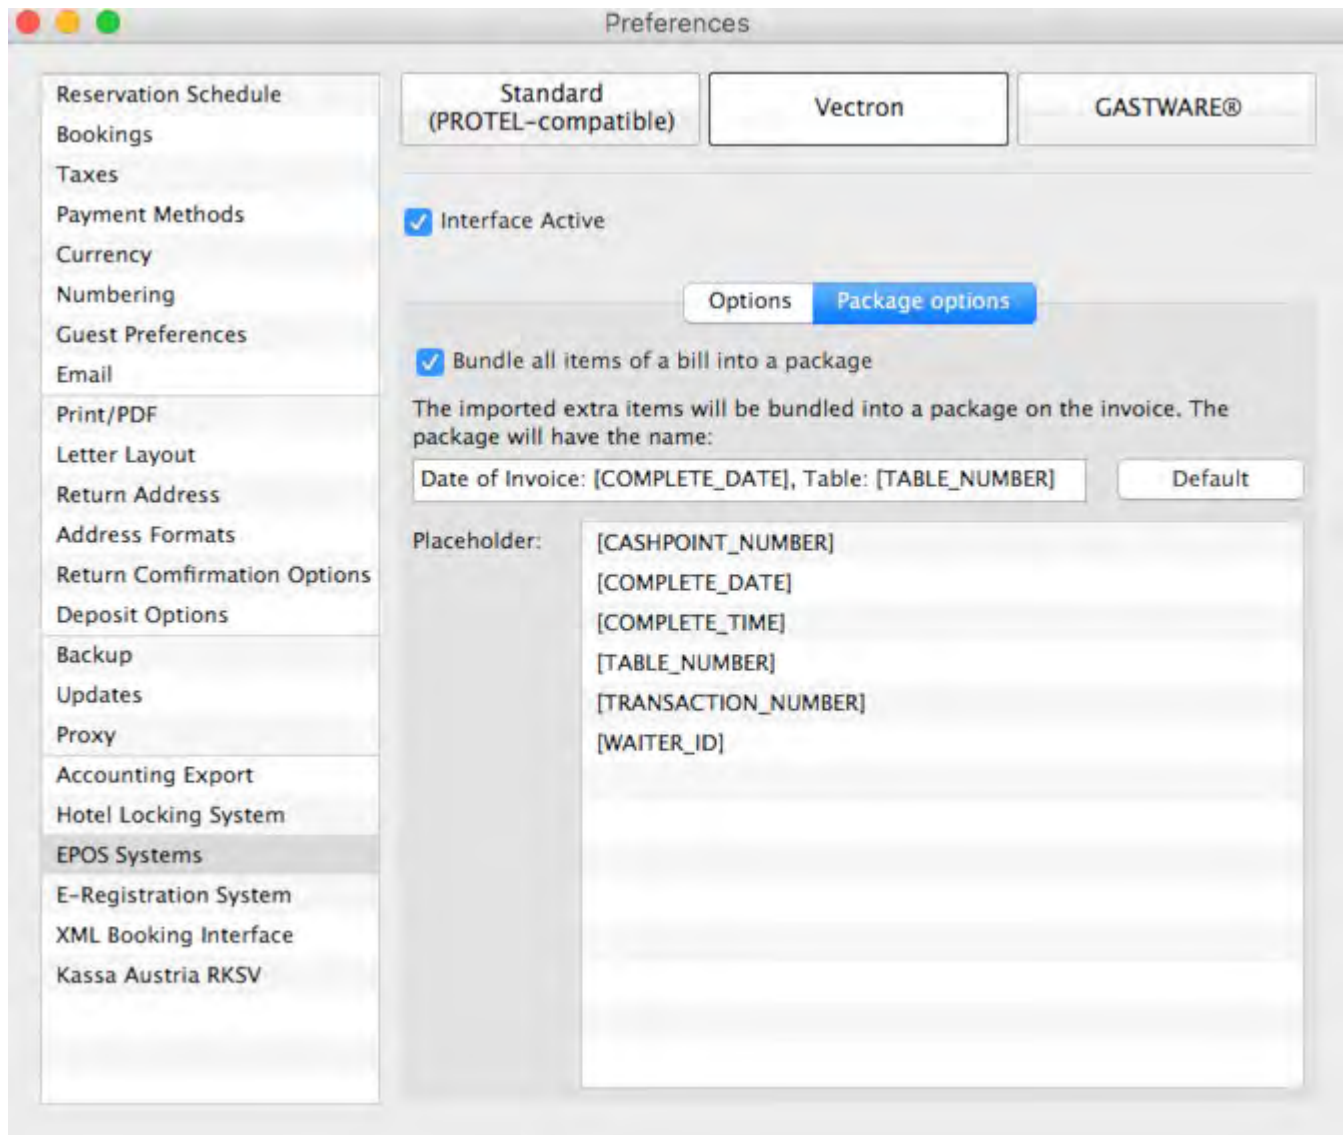 Preferences
Reservation Schedule
Bookings
Taxes
Payment Methods
Currency
Numbering
Guest Preferences
Email
Print/PDF
Letter Layout
Return Address
Address Formats
Return Comfirmation Options
Deposit Options
Backup
Updates
Proxy
Accounting Export
Hotel Locking System
EPOS Systems
E-Registration System
XML Booking Interface
Kassa Austria RKSV
Standard
(PROTEL-compatible)
Vectron
GASTWARE®
Interface Active
Options
Package options
Bundle all items of a bill into a package
The imported extra items will be bundled into a package on the invoice. The
package will have the name:
Date of Invoice: [COMPLETE_DATE], Table: [TABLE_NUMBER]
Default
Placeholder:
[CASHPOINT_NUMBER]
[COMPLETE_DATE]
[COMPLETE_TIME]
[TABLE_NUMBER]
[TRANSACTION_NUMBER]
[WAITER_ID]